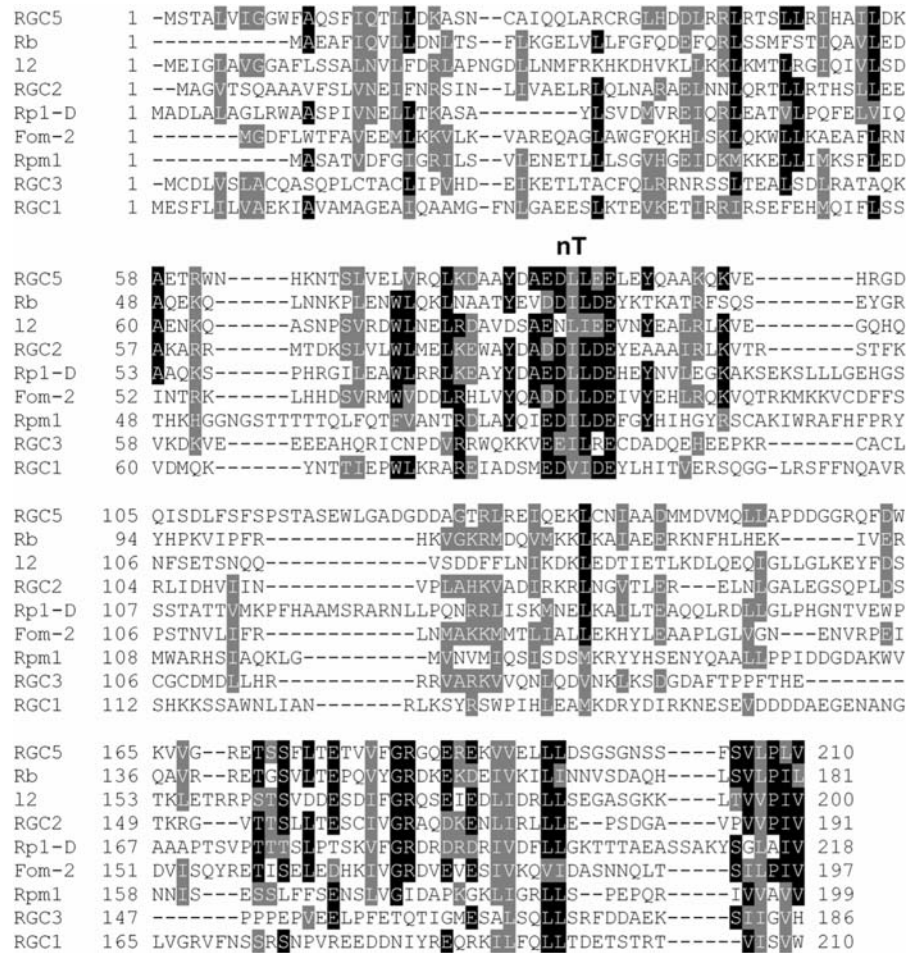 RGC5 1 -MSTALVIGGWFAQSFIQTLLDKASN--CAIQQLARCRGLHDDLRRLRTSLLRIHAILDK
Rb 1 ---------MAEAFIQVLLDNLTS---FLKGELVLLFGFQDEFQRLSSMFSTIQAVLED
l2 1 -MEIGLAVGGAFLSSALNVLFDRLAPNGDLLNMFRKHKDHVKLLKKLKMTLRGIQIVLSD
RGC2 1 --MAGVTSQAAAVFSLVNEIFNRSIN--LIVAELRLQLNARAELNNLQRTLLRTHSLLEE
Rp1-D 1 MADLALAGLRWAASPIVNELLTKASA-----YLSVDMVREIQRLEATVLPQFELVIQ
Fom-2 1 ------MGDFLWTFAVEEMLKKVLK---VAREQAGLAWGFQKHLSKLQKWLLKAEAFLRN
Rpm1 1 ---------MASATVDFGIGRILS---VLENETLLLSGVHGEIDKMKKELLIMKSFLED
RGC3 1 -MCDLVSLACQASQPLCTACLIPVHD--EIKETLTACFQLRRNRSSLTEALSDLRATAQK
RGC1 1 MESFLILVAEKIAVAMAGEAIQAAMG-FNLGAEESLKTEVKETIRRIRSEFEHMQIFLSS
nT
RGC5 58 AETRWN------HKNTSLVELVRQLKDAAYDAEDLLEELEYQAAKQKVE--------HRGD
Rb 48 AQEKQ-------LNNKPLENWLQKLNAATYEVDDILDEYKTKATRFSQS--------EYGR
l2 60 AENKQ-------ASNPSVRDWLNELRDAVDSAENLIEEVNYEALRLKVE--------GQHQ
RGC2 57 AKARR-------MTDKSLVLWLMELKEWAYDADDILDEYEAAAIRLKVTR-------STFK
Rp1-D 53 AAQKS-------PHRGILEAWLRRLKEAYYDAEDLLDEHEYNVLEGKAKSEKSLLLGEHGS
Fom-2 52 INTRK-------LHHDSVRMWVDDLRHLVYQADDLLDEIVYEHLRQKVQTRKMKKVCDFFS
Rpm1 48 THKHGGNGSTTTTTQLFQTFVANTRDLAYQIEDILDEFGYHIHGYRSCAKIWRAFHFPRY
RGC3 58 VKDKVE------EEEAHQRICNPDVRRWQKKVEEILRECDADQEHEEPKR------CACL
RGC1 60 VDMQK-------YNTTIEPWLKRAREIADSMEDVIDEYLHITVERSQGG-LRSFFNQAVR
RGC5 105 QISDLFSFSPSTASEWLGADGDDAGTRLREIQEKLCNIAADMMDVMQLLAPDDGGRQFDW
Rb 94 YHPKVIPFR------------HKVGKRMDQVMKKLKAIAEERKNFHLHEK------IVER
l2 106 NFSETSNQQ------------VSDDFFLNIKDKLEDTIETLKDLQEQIGLLGLKEYFDS
RGC2 104 RLIDHVIIN------------VPLAHKVADIRKRLNGVTLER---ELNLGALEGSQPLDS
Rp1-D 107 SSTATTVMKPFHAAMSRARNLLPQNRRLISKMNELKAILTEAQQLRDLLGLPHGNTVEWP
Fom-2 106 PSTNVLIFR------------LNMAKKMMTLIALLEKHYLEAAPLGLVGN---ENVRPEI
Rpm1 108 MWARHSIAQKLG---------MVNVMIQSISDSMKRYYHSENYQAALLPPIDDGDAKWV
RGC3 106 CGCDMDLLHR-----------RRVARKVVQNLQDVNKLKSDGDAFTPPFTHE--------
RGC1 112 SHKKSSAWNLIAN--------RLKSYRSWPIHLEAMKDRYDIRKNESEVDDDDAEGENANG
RGC5 165 KVVG--RETSSFLTETVVFGRGQEREKVVELLLDSGSGNSS----FSVLPLV 210
Rb 136 QAVR--RETGSVLTEPQVYGRDKEKDEIVKILINNVSDAQH----LSVLPIL 181
l2 153 TKLETRRPSTSVDDESDIFGRQSEIEDLIDRLLSEGASGKK----LTVVPIV 200
RGC2 149 TKRG---VTTSLLTESCIVGRAQDKENLIRLLLE--PSDGA----VPVVPIV 191
Rp1-D 167 AAAPTSVPTTTSLPTSKVFGRDRDRDRIVDFLLGKTTTAEASSAKYSGLAIV 218
Fom-2 151 DVISQYRETISELEDHKIVGRDVEVESIVKQVIDASNNQLT----SIIPIV 197
Rpm1 158 NNIS---ESSLFFSENSLVGIDAPKGKLIGRLLS--PEPQR----IVVAVV 199
RGC3 147 -------PPPEPVEELPFETQTIGMESALSQLLSRFDDAEK----SIIGVH 186
RGC1 165 LVGRVFNSSRSNPVREEDDNIYREQRKILFQLLTDETSTRT------VISVW 210